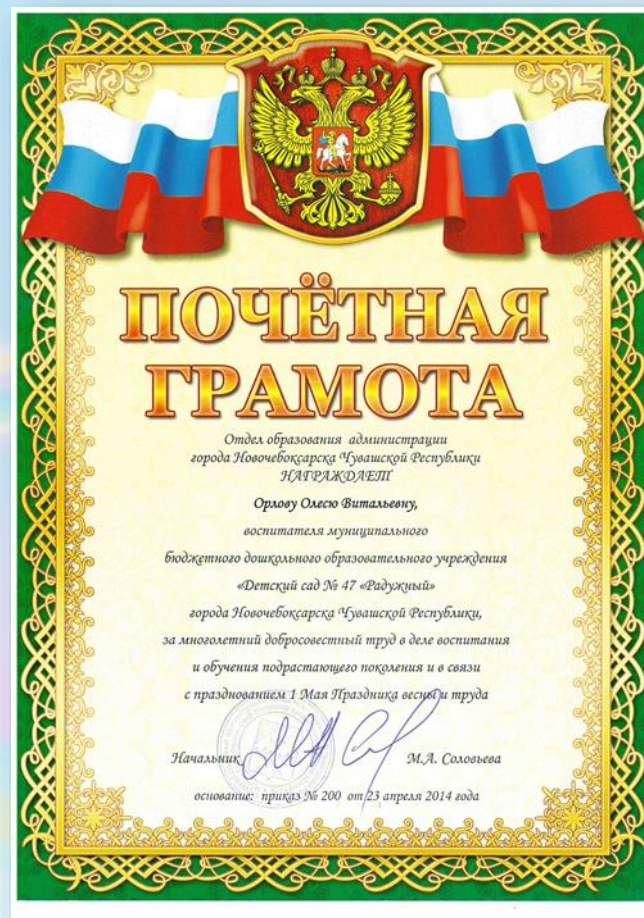 ПОЧЁТНАЯ
ГРАМОТА
Отдел образования администрации
города Новочебоксарска Чувашской Республики
НАГРАЖДАЕТ
Орлову Олесю Витальевну,
воспитателя муниципального
бюджетного дошкольного образовательного учреждения
«Детский сад № 47 «Радужный»
города Новочебоксарска Чувашской Республики,
за многолетний добросовестный труд в деле воспитания
и обучения подрастающего поколения и в связи
с празднованием 1 Мая Праздника весны и труда
Начальник М.А. Соловьева
основание: приказ № 200 от 23 апреля 2014 года